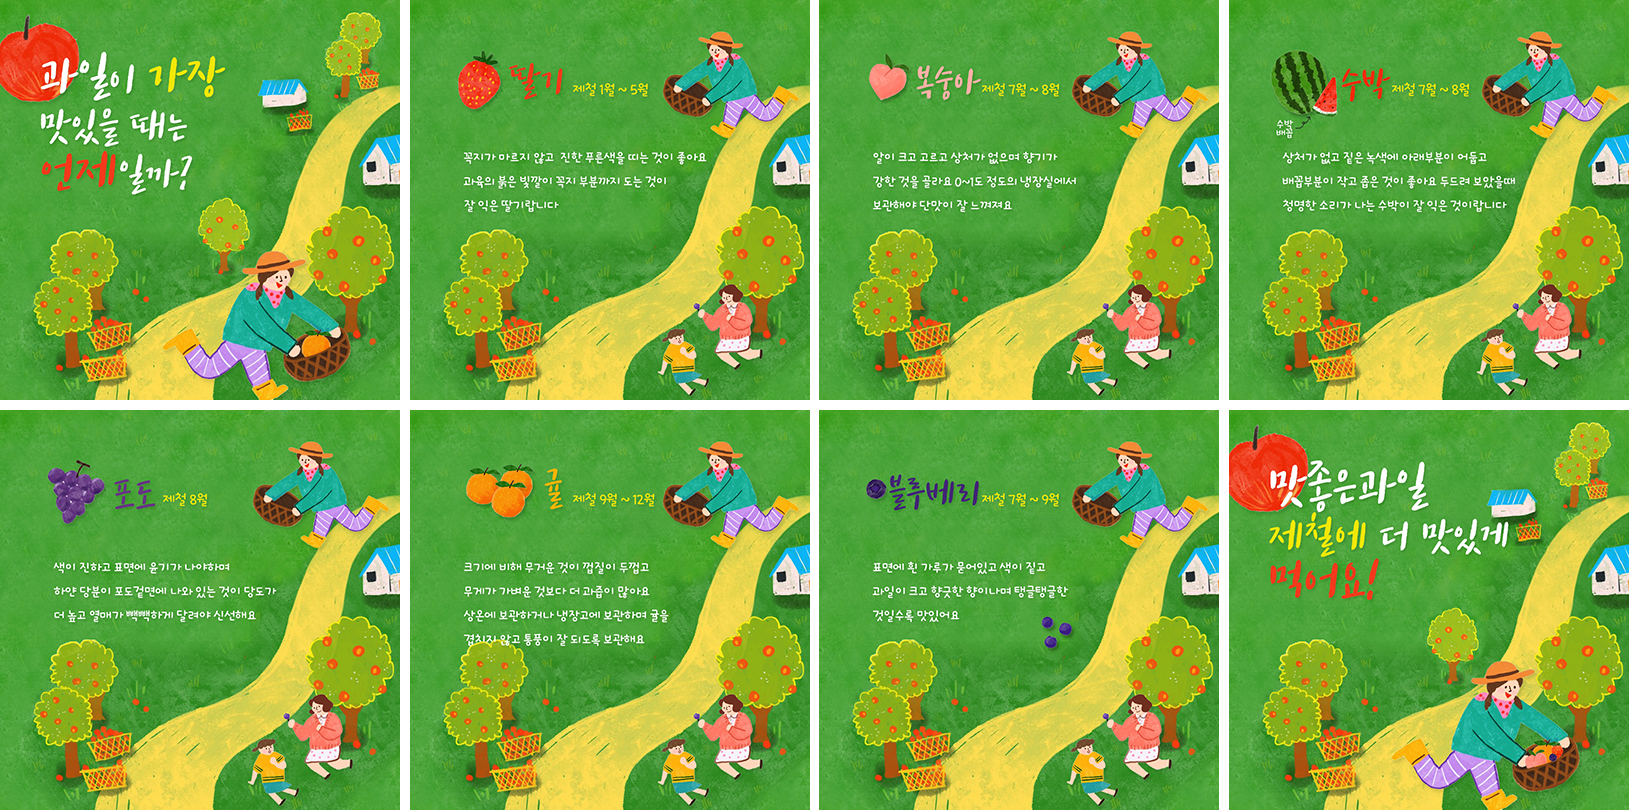 과일이 가장
맛있을 때는
언제일까?
딸기 제철 1월 ~ 5월
꼭지가 마르지 않고 진한 푸른색을 띠는 것이 좋아요
과육의 붉은 빛깔이 꼭지 부분까지 도는 것이
잘 익은 딸기랍니다
복숭아 제철 7월 ~ 8월
알이 크고 고르고 상처가 없으며 향기가
강한 것을 골라요 0~1도 정도의 냉장실에서
보관해야 단맛이 잘 느껴져요
수박 제철 7월 ~ 8월
수박
배꼽
상처가 없고 짙은 녹색에 아래부분이 어둡고
배꼽부분이 작고 좁은 것이 좋아요 두드려 보았을때
청명한 소리가 나는 수박이 잘 익은 것이랍니다
포도 제철 8월
색이 진하고 표면에 윤기가 나야하며
하얀 당분이 포도겉면에 나와 있는 것이 당도가
더 높고 열매가 빽빽하게 달려야 신선해요
귤 제철 9월 ~ 12월
크기에 비해 무거운 것이 껍질이 두껍고
무게가 가벼운 것보다 더 과즙이 많아요
상온에 보관하거나 냉장고에 보관하며 귤을
겹치지 않고 통풍이 잘 되도록 보관해요
블루베리 제철 7월 ~ 9월
표면에 흰 가루가 묻어있고 색이 짙고
과일이 크고 향긋한 향이나며 탱글탱글한
것일수록 맛있어요
맛좋은과일
제철에 더 맛있게
먹어요!